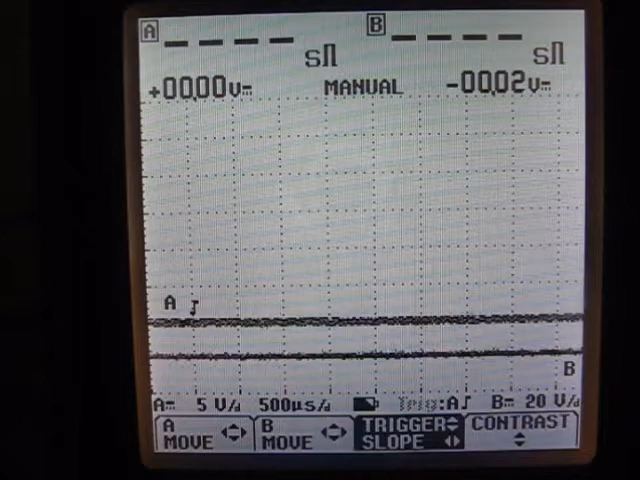 A ---- B ----
s⎍ s⎍
+00.00V MANUAL -00.02V
A
B
A= 5 V/d 500µs/d Trig:A B= 20 V/d
A MOVE B MOVE TRIGGER SLOPE CONTRAST